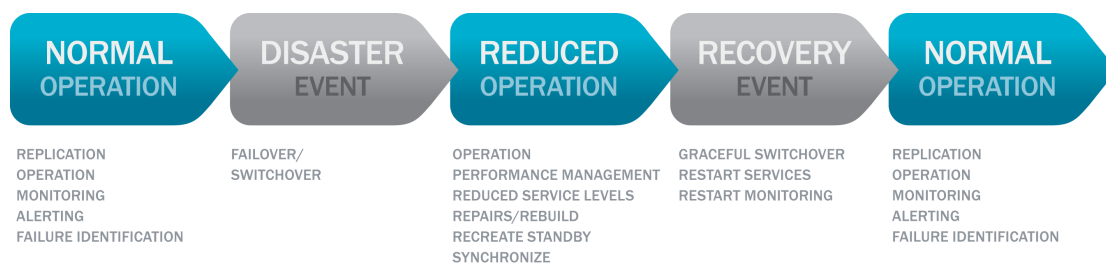 NORMAL
OPERATION
DISASTER
EVENT
REDUCED
OPERATION
RECOVERY
EVENT
NORMAL
OPERATION
REPLICATION
OPERATION
MONITORING
ALERTING
FAILURE IDENTIFICATION
FAILOVER/
SWITCHOVER
OPERATION
PERFORMANCE MANAGEMENT
REDUCED SERVICE LEVELS
REPAIRS/REBUILD
RECREATE STANDBY
SYNCHRONIZE
GRACEFUL SWITCHOVER
RESTART SERVICES
RESTART MONITORING
REPLICATION
OPERATION
MONITORING
ALERTING
FAILURE IDENTIFICATION